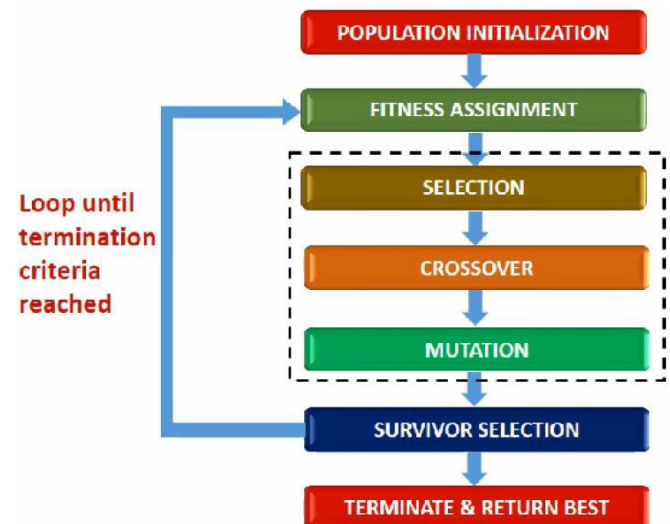 POPULATION INITIALIZATION
FITNESS ASSIGNMENT
SELECTION
Loop until
termination
criteria
reached
CROSSOVER
MUTATION
SURVIVOR SELECTION
TERMINATE & RETURN BEST